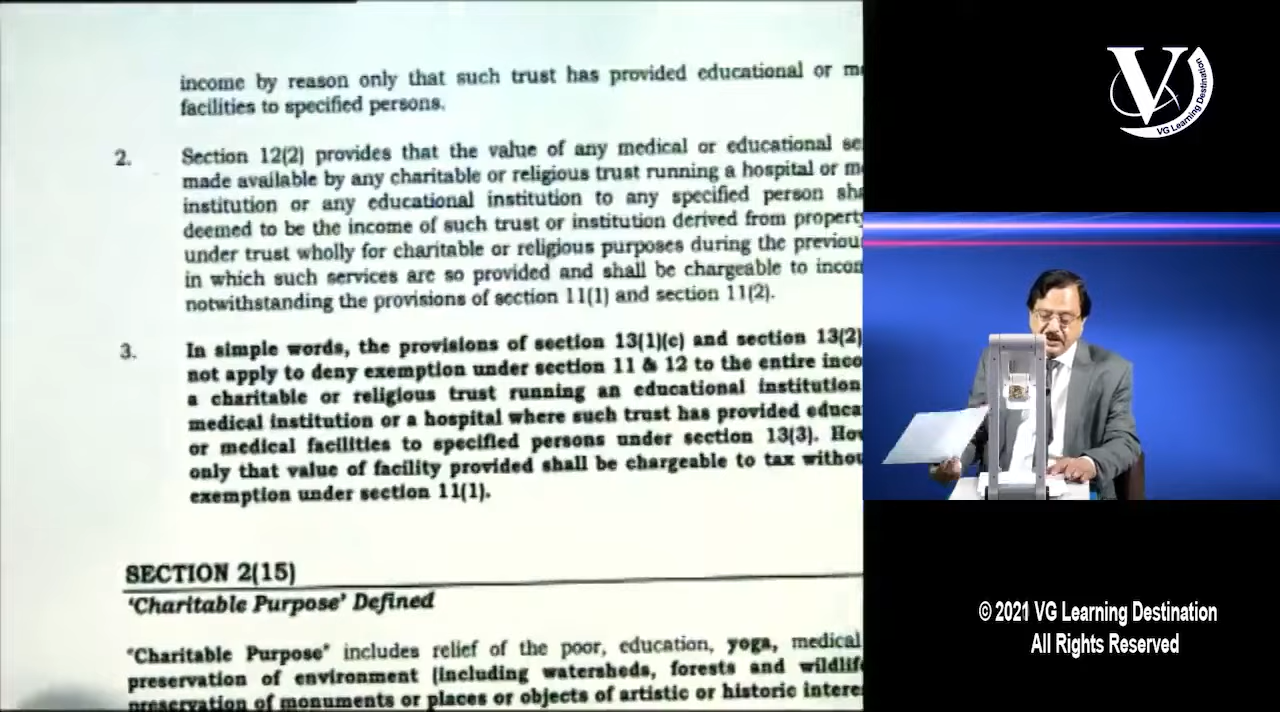 income by reason only that such trust has provided educational or
facilities to specified persons.
2. Section 12(2) provides that the value of any medical or educational
made available by any charitable or religious trust running a hospital or
institution or any educational institution to any specified person
deemed to be the income of such trust or institution derived from property
under trust wholly for charitable or religious purposes during the
in which such services are so provided and shall be chargeable to
notwithstanding the provisions of section 11(1) and section 11(2).
3. In simple words, the provisions of section 13(1)(c) and section 13(2)
not apply to deny exemption under section 11 & 12 to the entire
a charitable or religious trust running an educational institution
medical institution or a hospital where such trust has provided
or medical facilities to specified persons under section 13(3).
only that value of facility provided shall be chargeable to tax
exemption under section 11(1).
SECTION 2(15)
'Charitable Purpose' Defined
"Charitable Purpose" includes relief of the poor, education, yoga, medical
preservation of environment (including watersheds, forests and
preservation of monuments or places or objects of artistic or historic
V
VG Learning Destination
© 2021 VG Learning Destination
All Rights Reserved